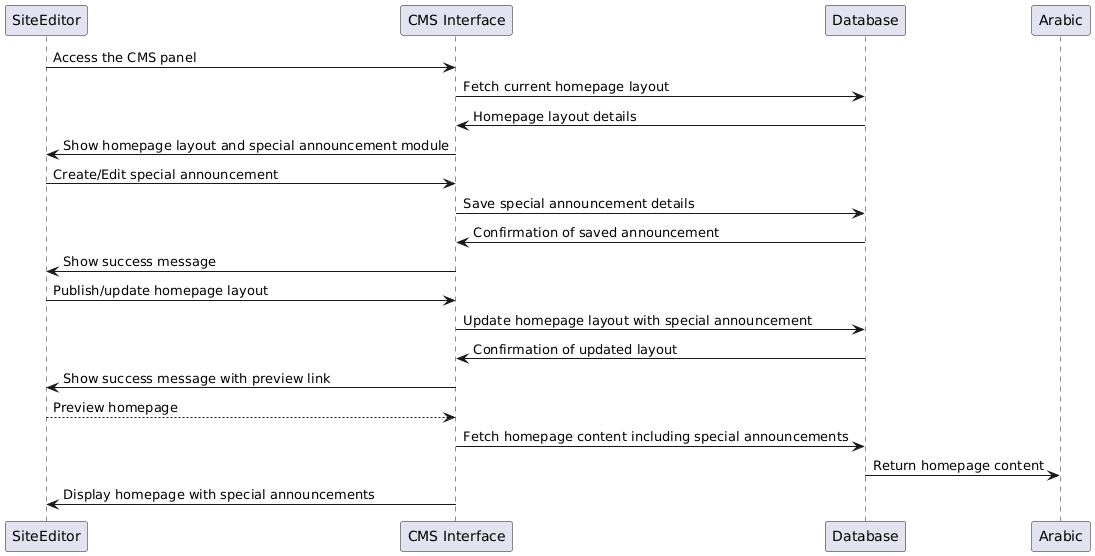 SiteEditor
CMS Interface
Database
Arabic
Access the CMS panel
Fetch current homepage layout
Homepage layout details
Show homepage layout and special announcement module
Create/Edit special announcement
Save special announcement details
Confirmation of saved announcement
Show success message
Publish/update homepage layout
Update homepage layout with special announcement
Confirmation of updated layout
Show success message with preview link
Preview homepage
Fetch homepage content including special announcements
Return homepage content
Display homepage with special announcements
SiteEditor
CMS Interface
Database
Arabic